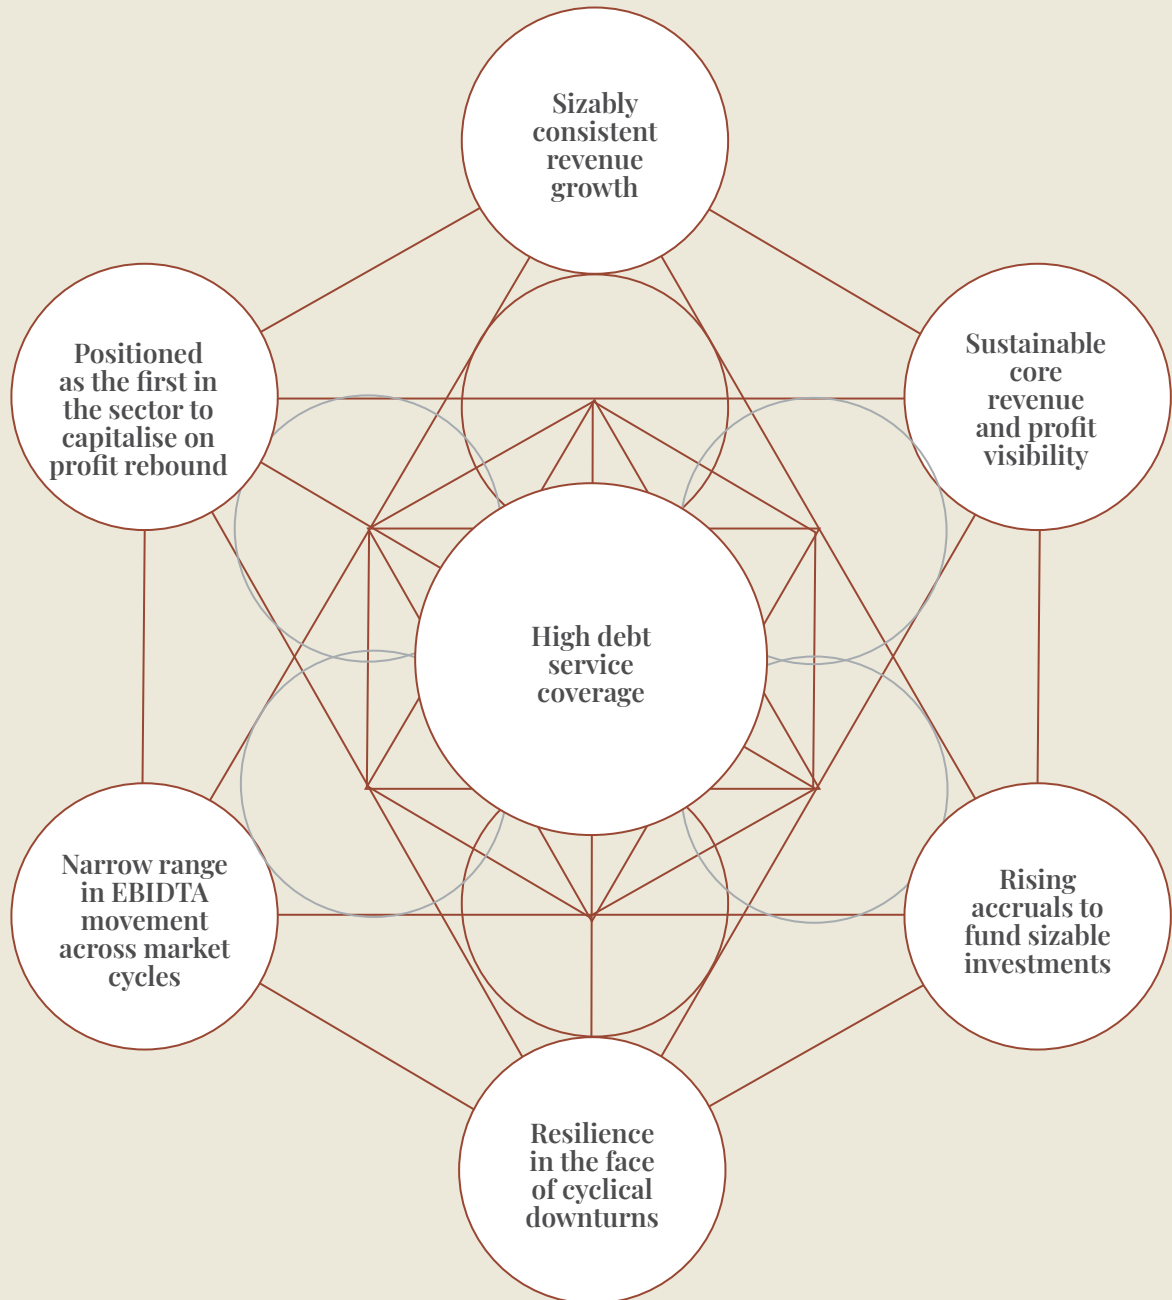 Sizably
consistent
revenue
growth
Positioned
as the first in
the sector to
capitalise on
profit rebound
Sustainable
core
revenue
and profit
visibility
High debt
service
coverage
Narrow range
in EBIDTA
movement
across market
cycles
Rising
accruals to
fund sizable
investments
Resilience
in the face
of cyclical
downturns